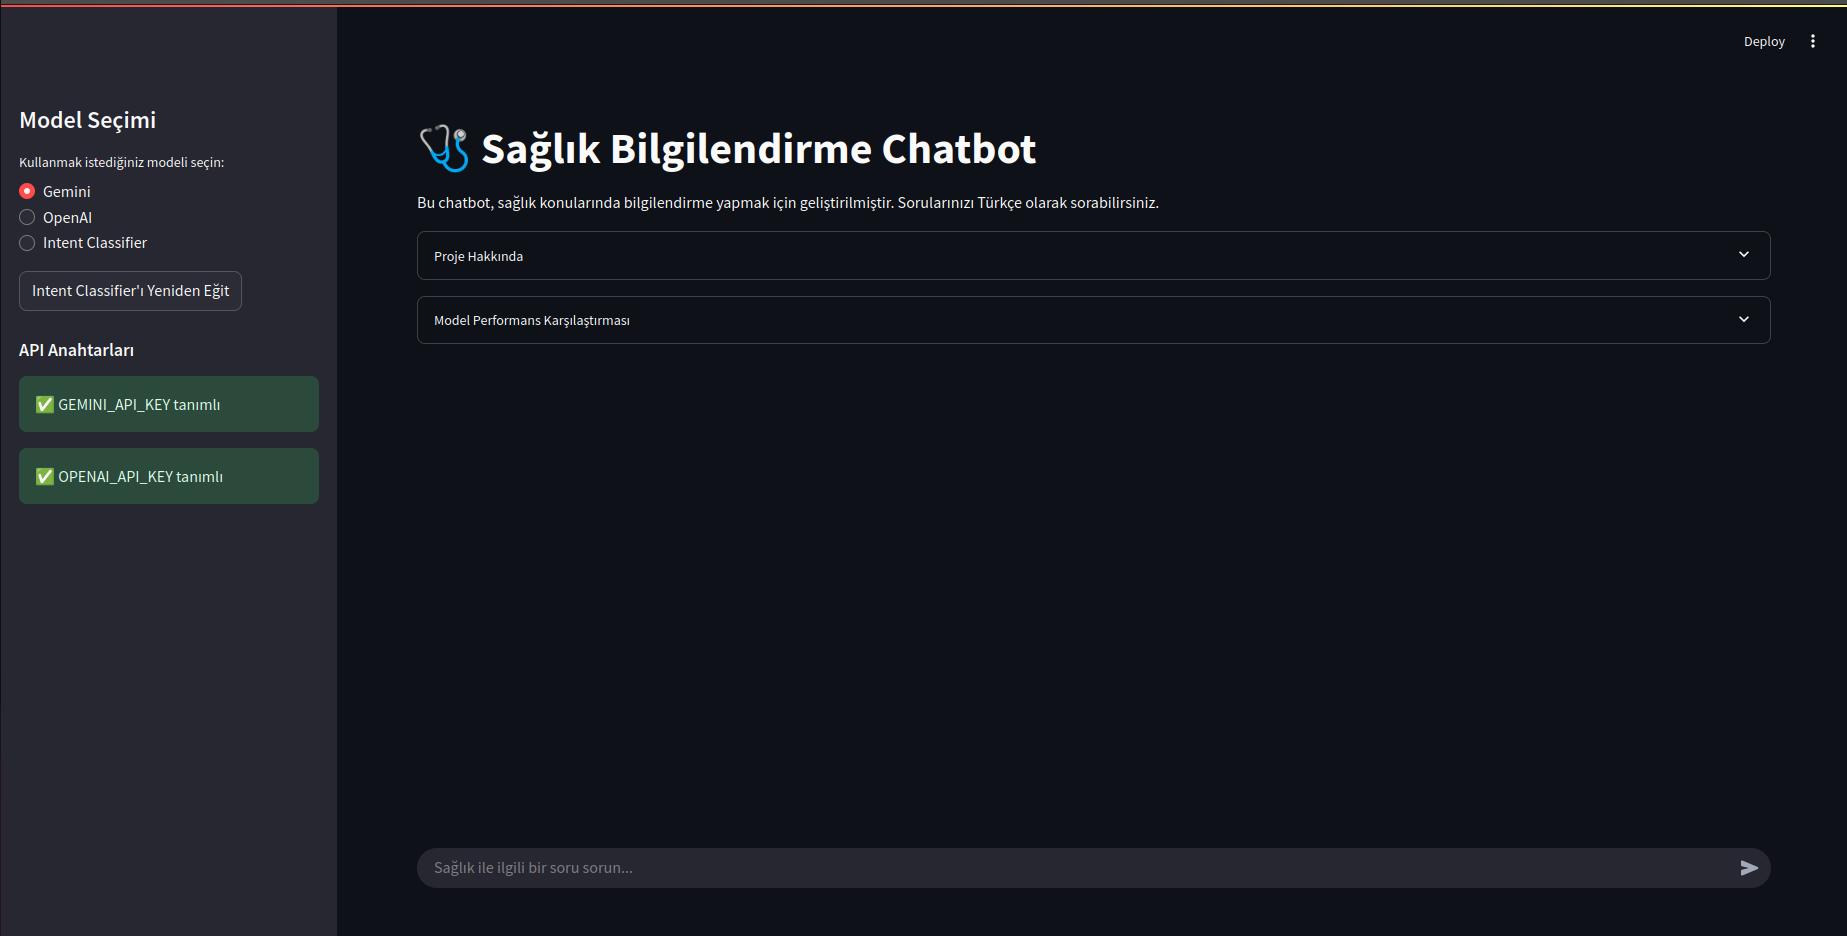 Deploy
Model Seçimi
Kullanmak istediğiniz modeli seçin:
Gemini
OpenAI
Intent Classifier
Intent Classifier'ı Yeniden Eğit
API Anahtarları
✅ GEMINI_API_KEY tanımlı
✅ OPENAI_API_KEY tanımlı
🩺 Sağlık Bilgilendirme Chatbot
Bu chatbot, sağlık konularında bilgilendirme yapmak için geliştirilmiştir. Sorularınızı Türkçe olarak sorabilirsiniz.
Proje Hakkında
Model Performans Karşılaştırması
Sağlık ile ilgili bir soru sorun...